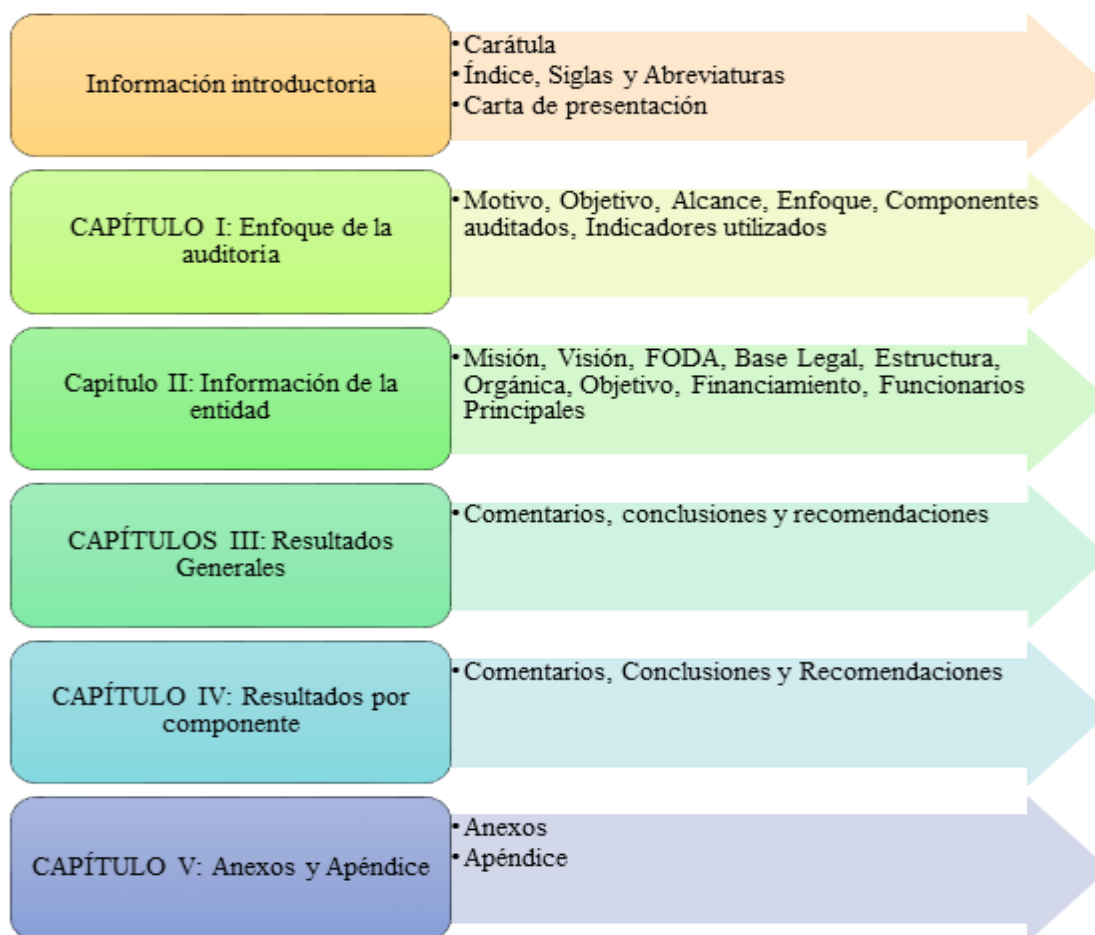 Información introductoria
•Carátula
•Índice, Siglas y Abreviaturas
•Carta de presentación
CAPÍTULO I: Enfoque de la
auditoria
•Motivo, Objetivo, Alcance, Enfoque, Componentes
auditados, Indicadores utilizados
Capitulo II: Información de la
entidad
•Misión, Visión, FODA, Base Legal, Estructura,
Orgánica, Objetivo, Financiamiento, Funcionarios
Principales
CAPÍTULOS III: Resultados
Generales
•Comentarios, conclusiones y recomendaciones
CAPÍTULO IV: Resultados por
componente
•Comentarios, Conclusiones y Recomendaciones
CAPÍTULO V: Anexos y Apéndice
•Anexos
•Apéndice